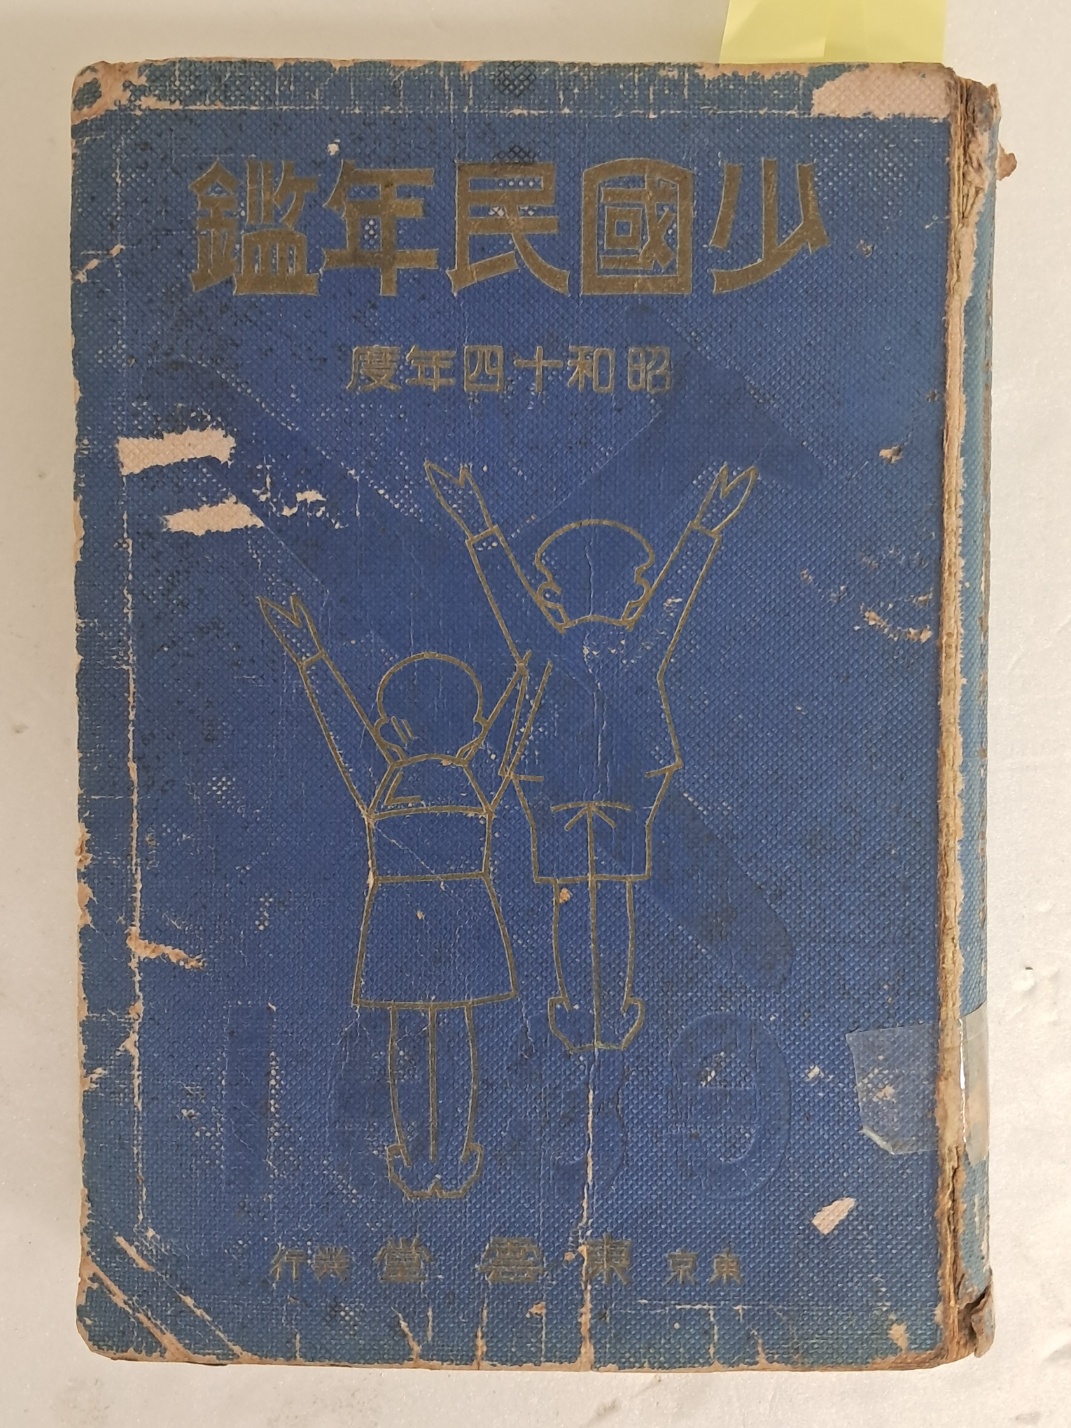 少國民年鑑
昭和十四年度
東京 東雲堂 發行